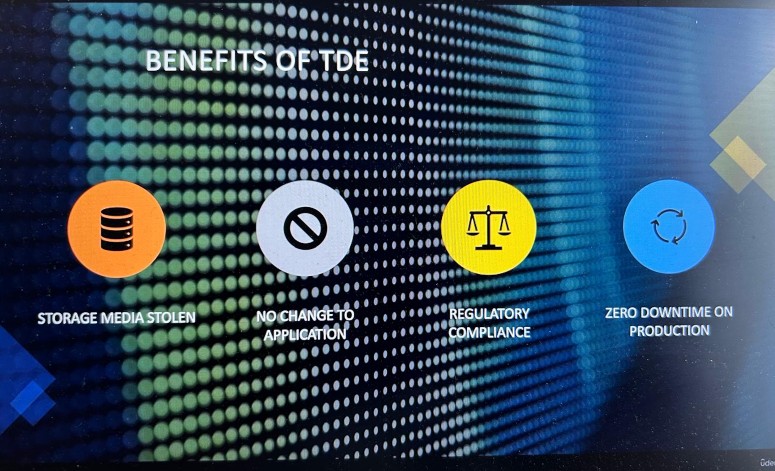 BENEFITS OF TDE
STORAGE MEDIA STOLEN
NO CHANGE TO
APPLICATION
REGULATORY
COMPLIANCE
ZERO DOWNTIME ON
PRODUCTION